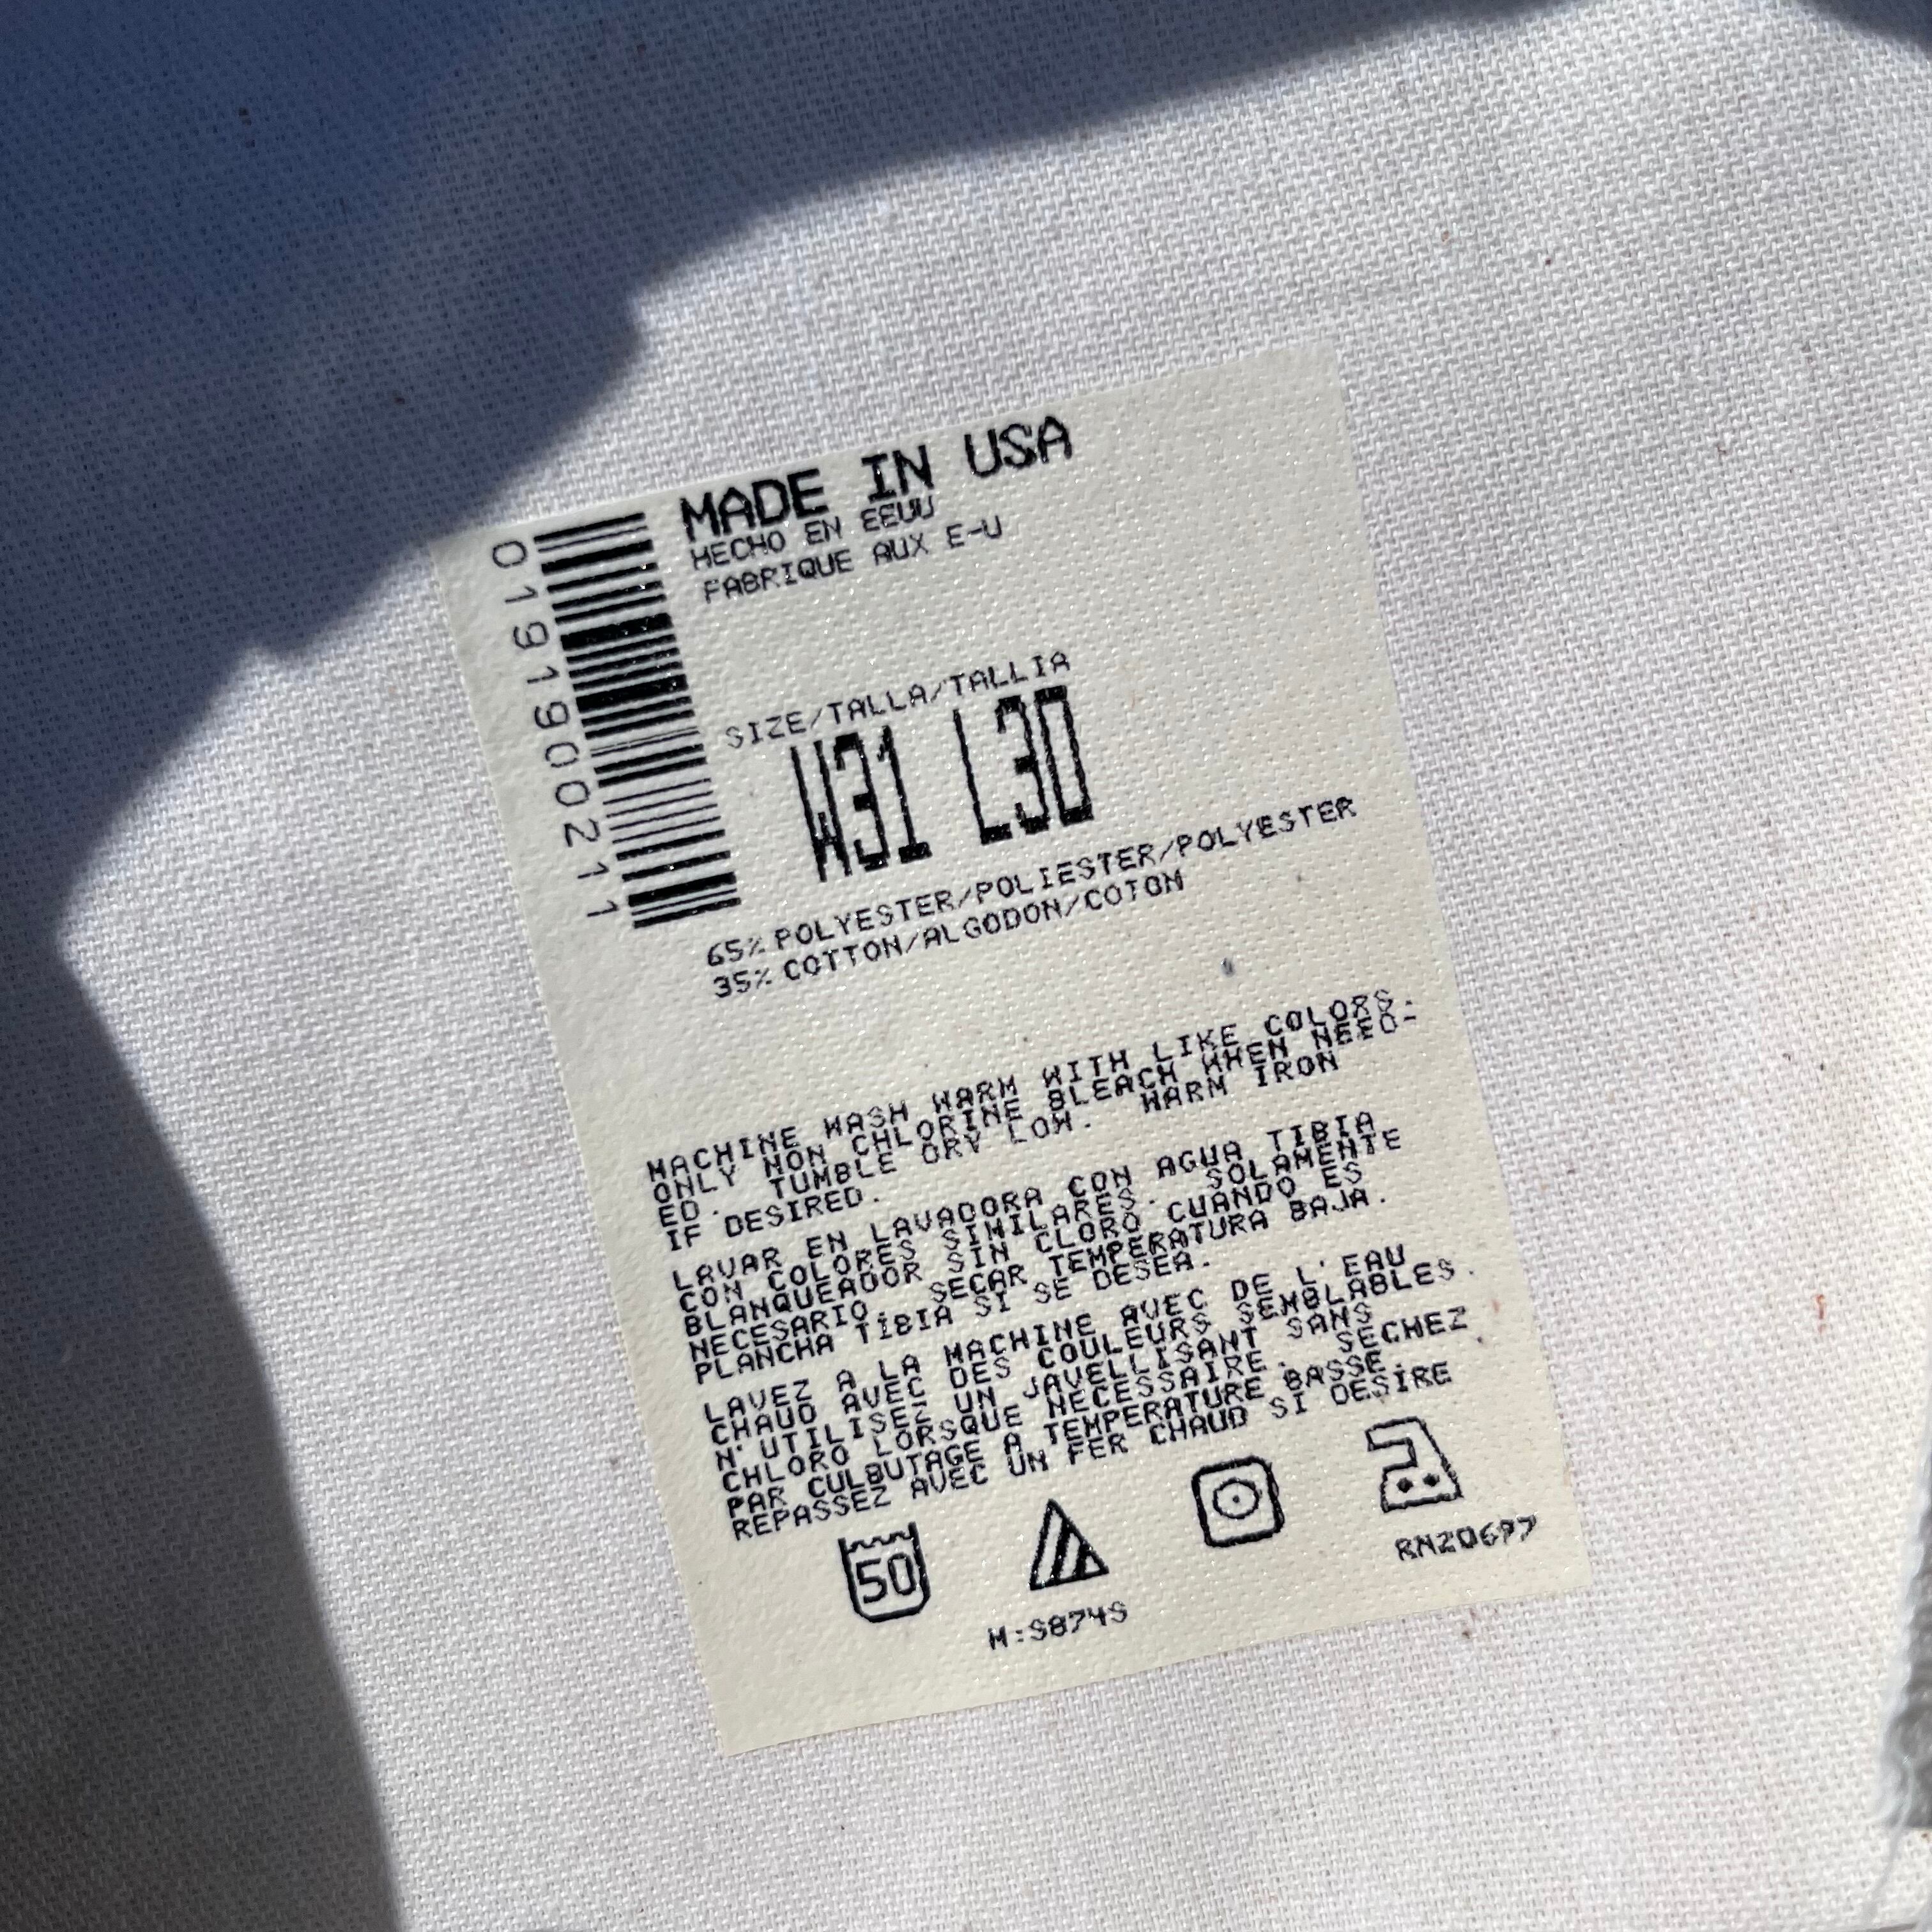 MADE IN USA
HECHO EN EEUU
FABRIQUE AUX E-U
01919002111
SIZE/TALLA/TALLIA
W31 L30
65% POLYESTER/POLIESTER/POLYESTER
35% COTTON/ALGODON/COTON
MACHINE WASH WARM WITH LIKE COLORS.
ONLY NON CHLORINE BLEACH WHEN NEED-
ED. TUMBLE DRY LOW. WARM IRON
IF DESIRED.
LAVAR EN LAVADORA CON AGUA TIBIA
CON COLORES SIMILARES. SOLAMENTE
BLANQUEADOR SIN CLORO CUANDO ES
NECESARIO. SECAR TEMPERATURA BAJA.
PLANCHA TIBIA SI SE DESEA.
LAVEZ A LA MACHINE AVEC DE L'EAU
CHAUD AVEC DES COULEURS SEMBLABLES.
N'UTILISEZ UN JAVELLISANT SANS
CHLORO LORSQUE NECESSAIRE. SECHEZ
PAR CULBUTAGE A TEMPERATURE BASSE.
REPASSEZ AVEC UN FER CHAUD SI DESIRE
50
RN20697
M:S874S